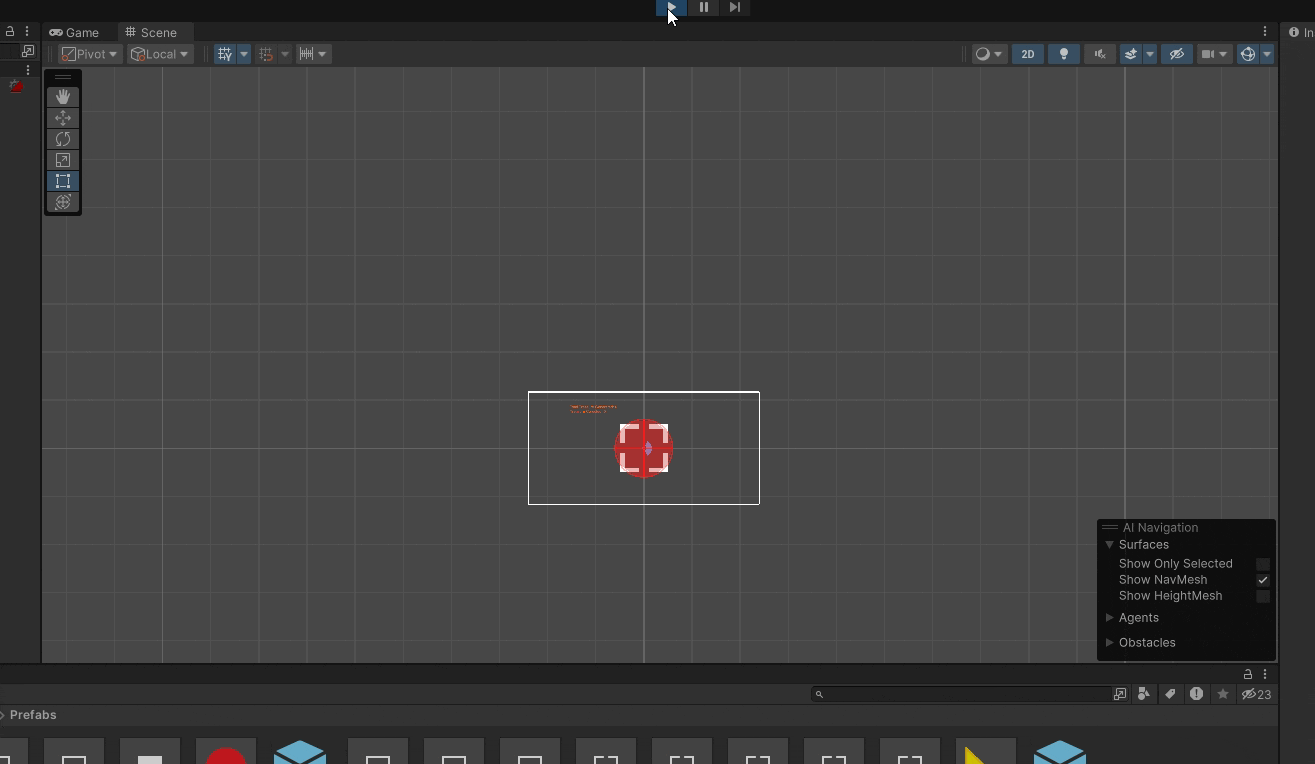 Game
Scene
In
Pivot
Local
2D
AI Navigation
Surfaces
Show Only Selected
Show NavMesh
Show HeightMesh
Agents
Obstacles
23
Prefabs